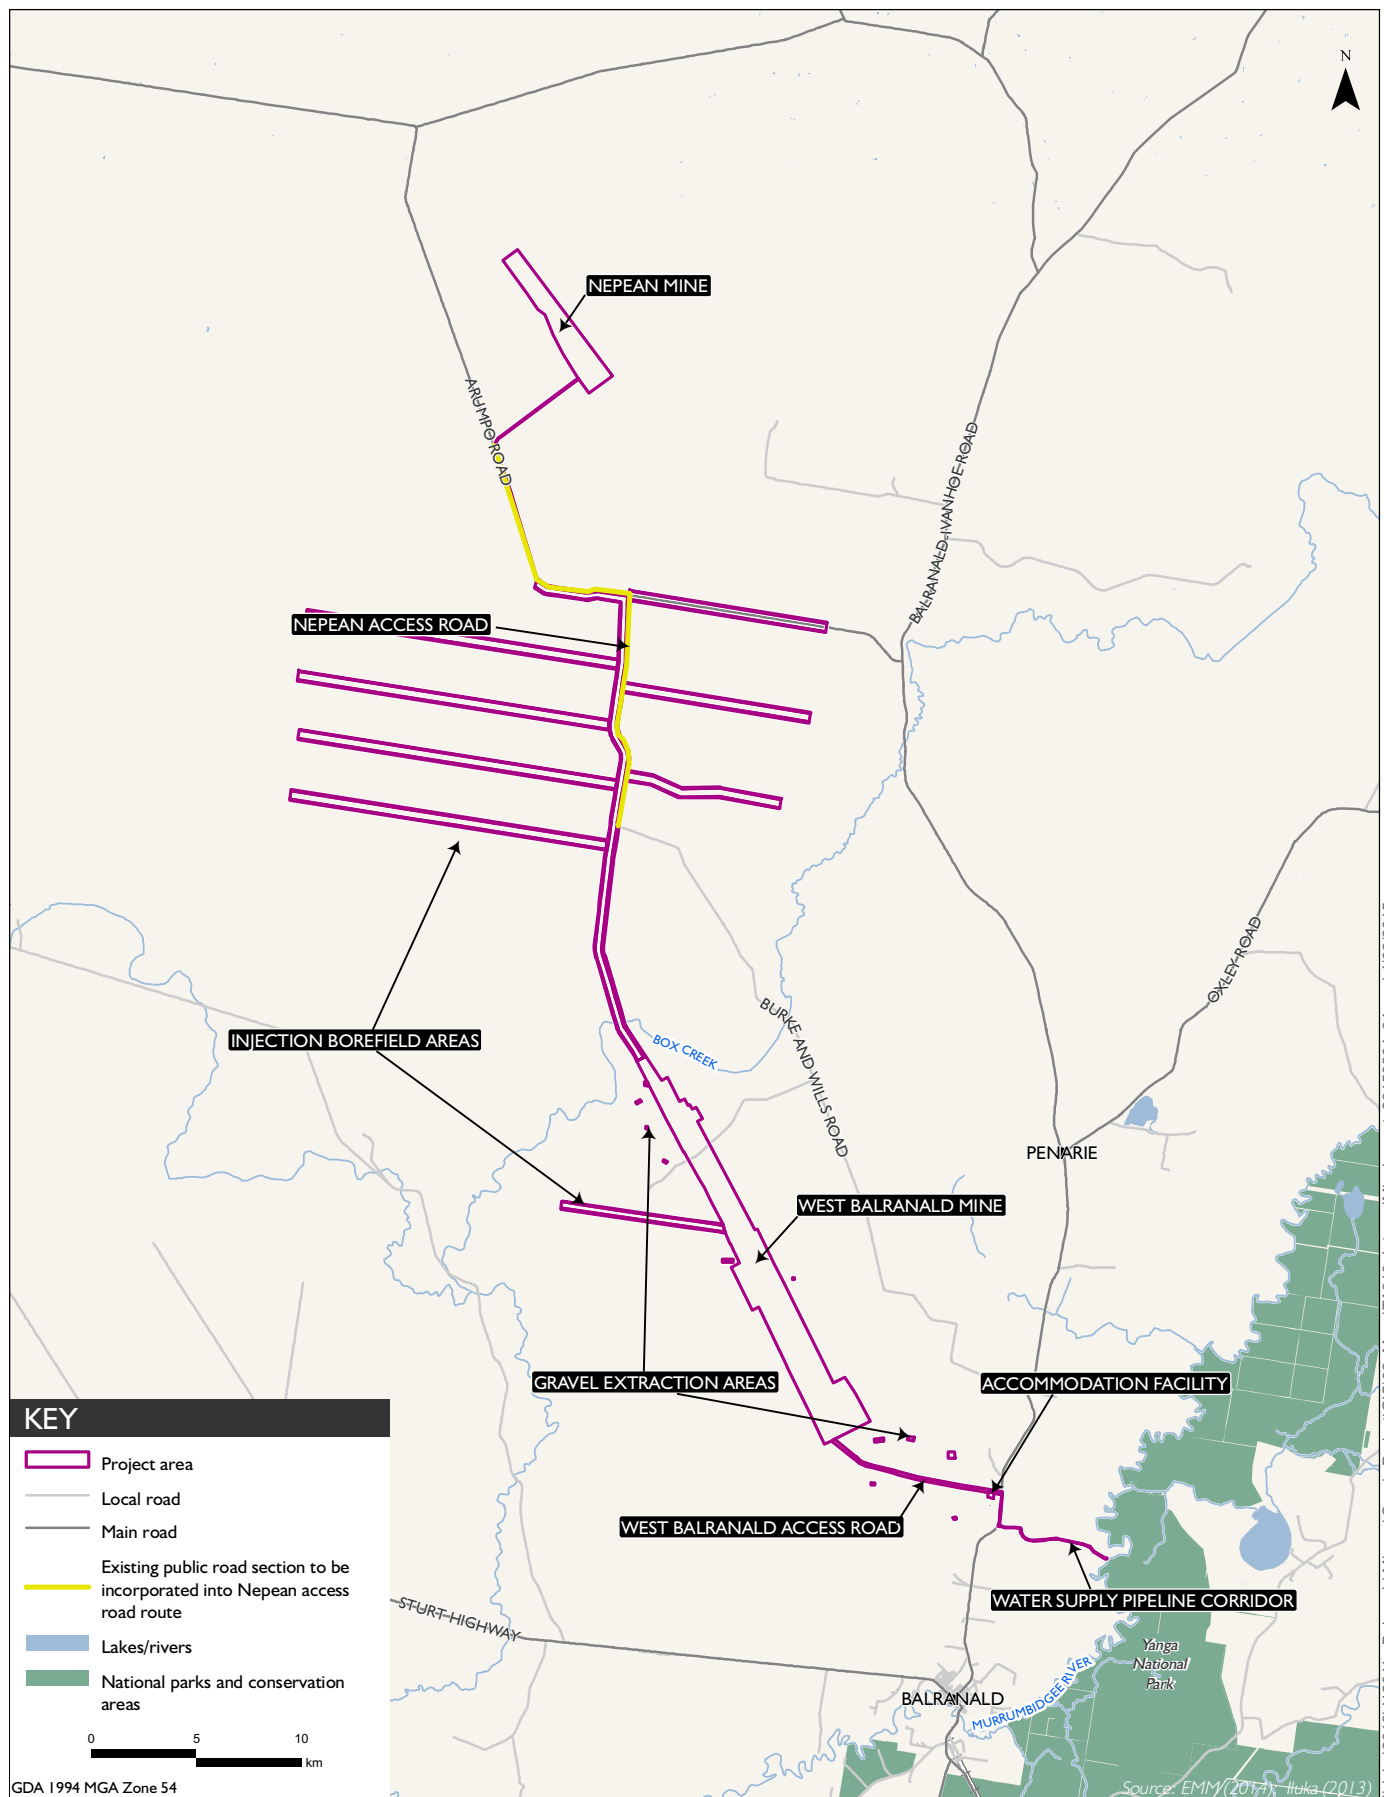 N
NEPEAN MINE
ARUMPO ROAD
BALRANALD-IVANHOE ROAD
NEPEAN ACCESS ROAD
OXLEY ROAD
INJECTION BOREFIELD AREAS
BOX CREEK
BURKE AND WILLS ROAD
PENARIE
WEST BALRANALD MINE
GRAVEL EXTRACTION AREAS
ACCOMMODATION FACILITY
WEST BALRANALD ACCESS ROAD
WATER SUPPLY PIPELINE CORRIDOR
STURT HIGHWAY
Yanga
National
Park
BALRANALD
MURRUMBIDGEE RIVER
KEY
Project area
Local road
Main road
Existing public road section to be
incorporated into Nepean access
road route
Lakes/rivers
National parks and conservation
areas
0 5 10
km
GDA 1994 MGA Zone 54
Source: EMM (2014); Iluka (2013)